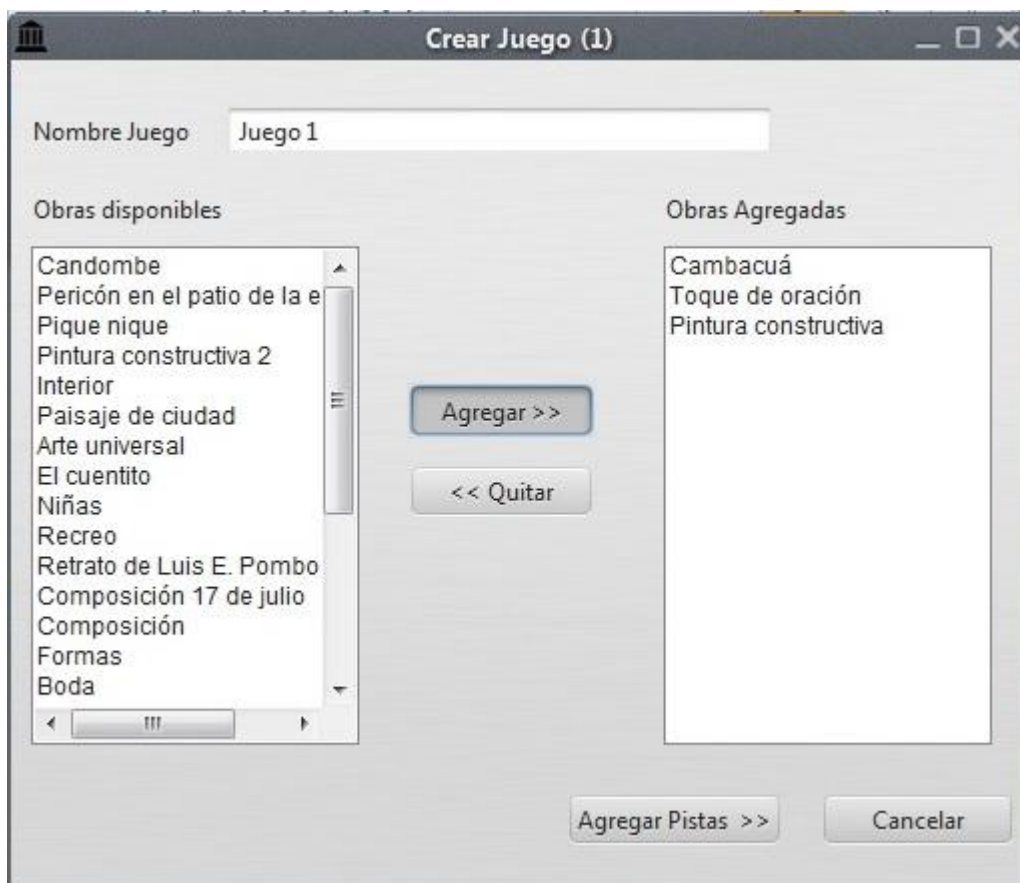 Crear Juego (1)
Nombre Juego
Juego 1
Obras disponibles
Candombe
Pericón en el patio de la e
Pique nique
Pintura constructiva 2
Interior
Paisaje de ciudad
Arte universal
El cuentito
Niñas
Recreo
Retrato de Luis E. Pombo
Composición 17 de julio
Composición
Formas
Boda
Agregar >>
<< Quitar
Obras Agregadas
Cambacuá
Toque de oración
Pintura constructiva
Agregar Pistas >>
Cancelar